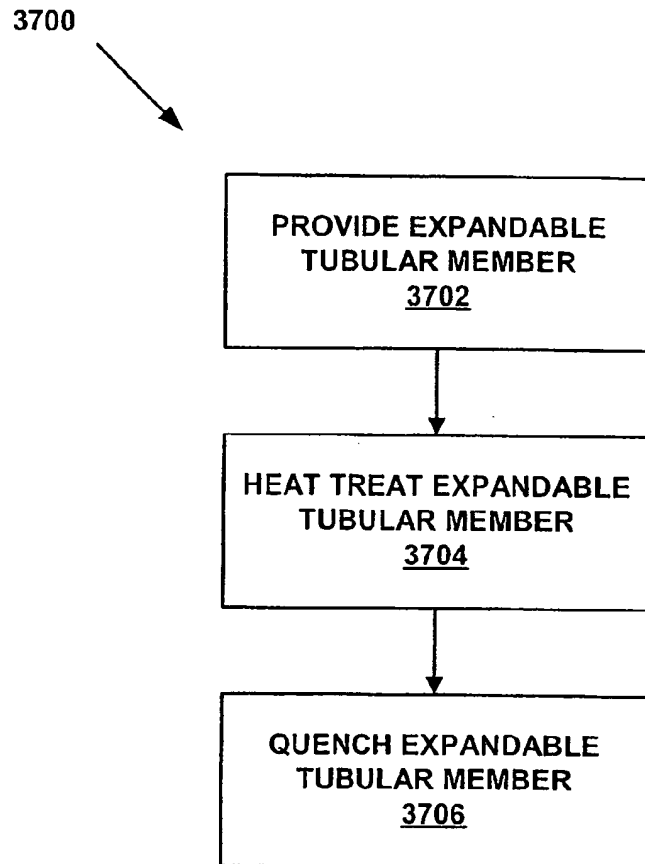 3700
PROVIDE EXPANDABLE
TUBULAR MEMBER
3702
HEAT TREAT EXPANDABLE
TUBULAR MEMBER
3704
QUENCH EXPANDABLE
TUBULAR MEMBER
3706